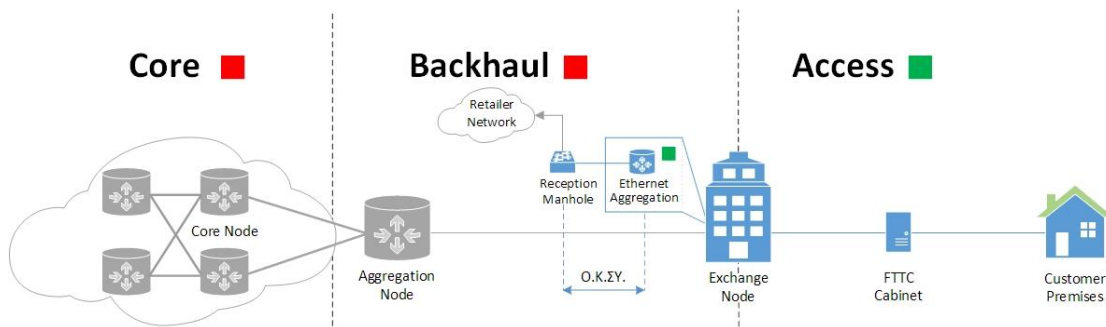 Core
Backhaul
Access
Retailer
Network
Reception
Manhole
Ethernet
Aggregation
Core Node
Ο.Κ.ΣΥ.
Aggregation
Node
Exchange
Node
FTTC
Cabinet
Customer
Premises